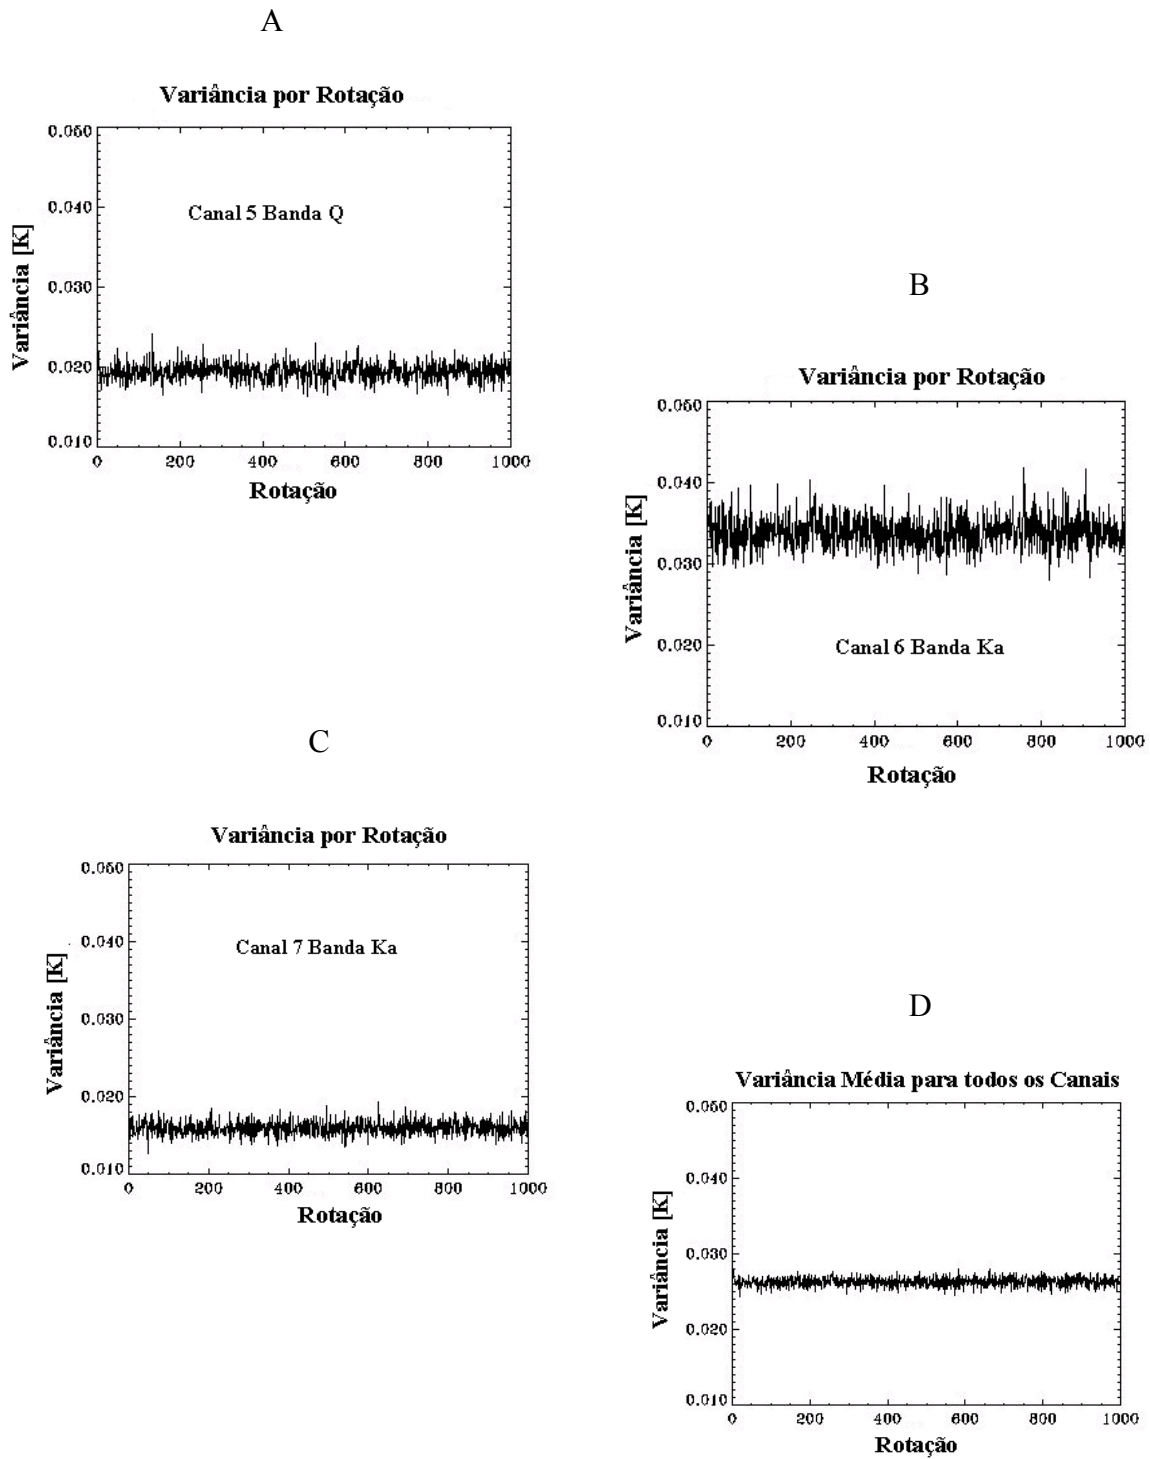 A
Variância por Rotação
0.050
0.040
0.030
0.020
0.010
Variância [K]
Canal 5 Banda Q
0 200 400 600 800 1000
Rotação
B
Variância por Rotação
0.050
0.040
0.030
0.020
0.010
Variância [K]
Canal 6 Banda Ka
0 200 400 600 800 1000
Rotação
C
Variância por Rotação
0.050
0.040
0.030
0.020
0.010
Variância [K]
Canal 7 Banda Ka
0 200 400 600 800 1000
Rotação
D
Variância Média para todos os Canais
0.050
0.040
0.030
0.020
0.010
Variância [K]
0 200 400 600 800 1000
Rotação